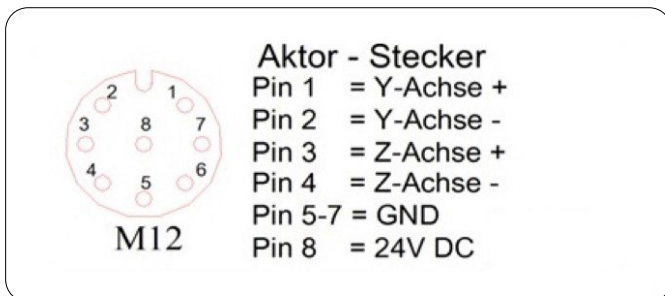 Aktor - Stecker
Pin 1 = Y-Achse +
Pin 2 = Y-Achse -
Pin 3 = Z-Achse +
Pin 4 = Z-Achse -
Pin 5-7 = GND
Pin 8 = 24V DC
2 1
3 8 7
4 5 6
M12